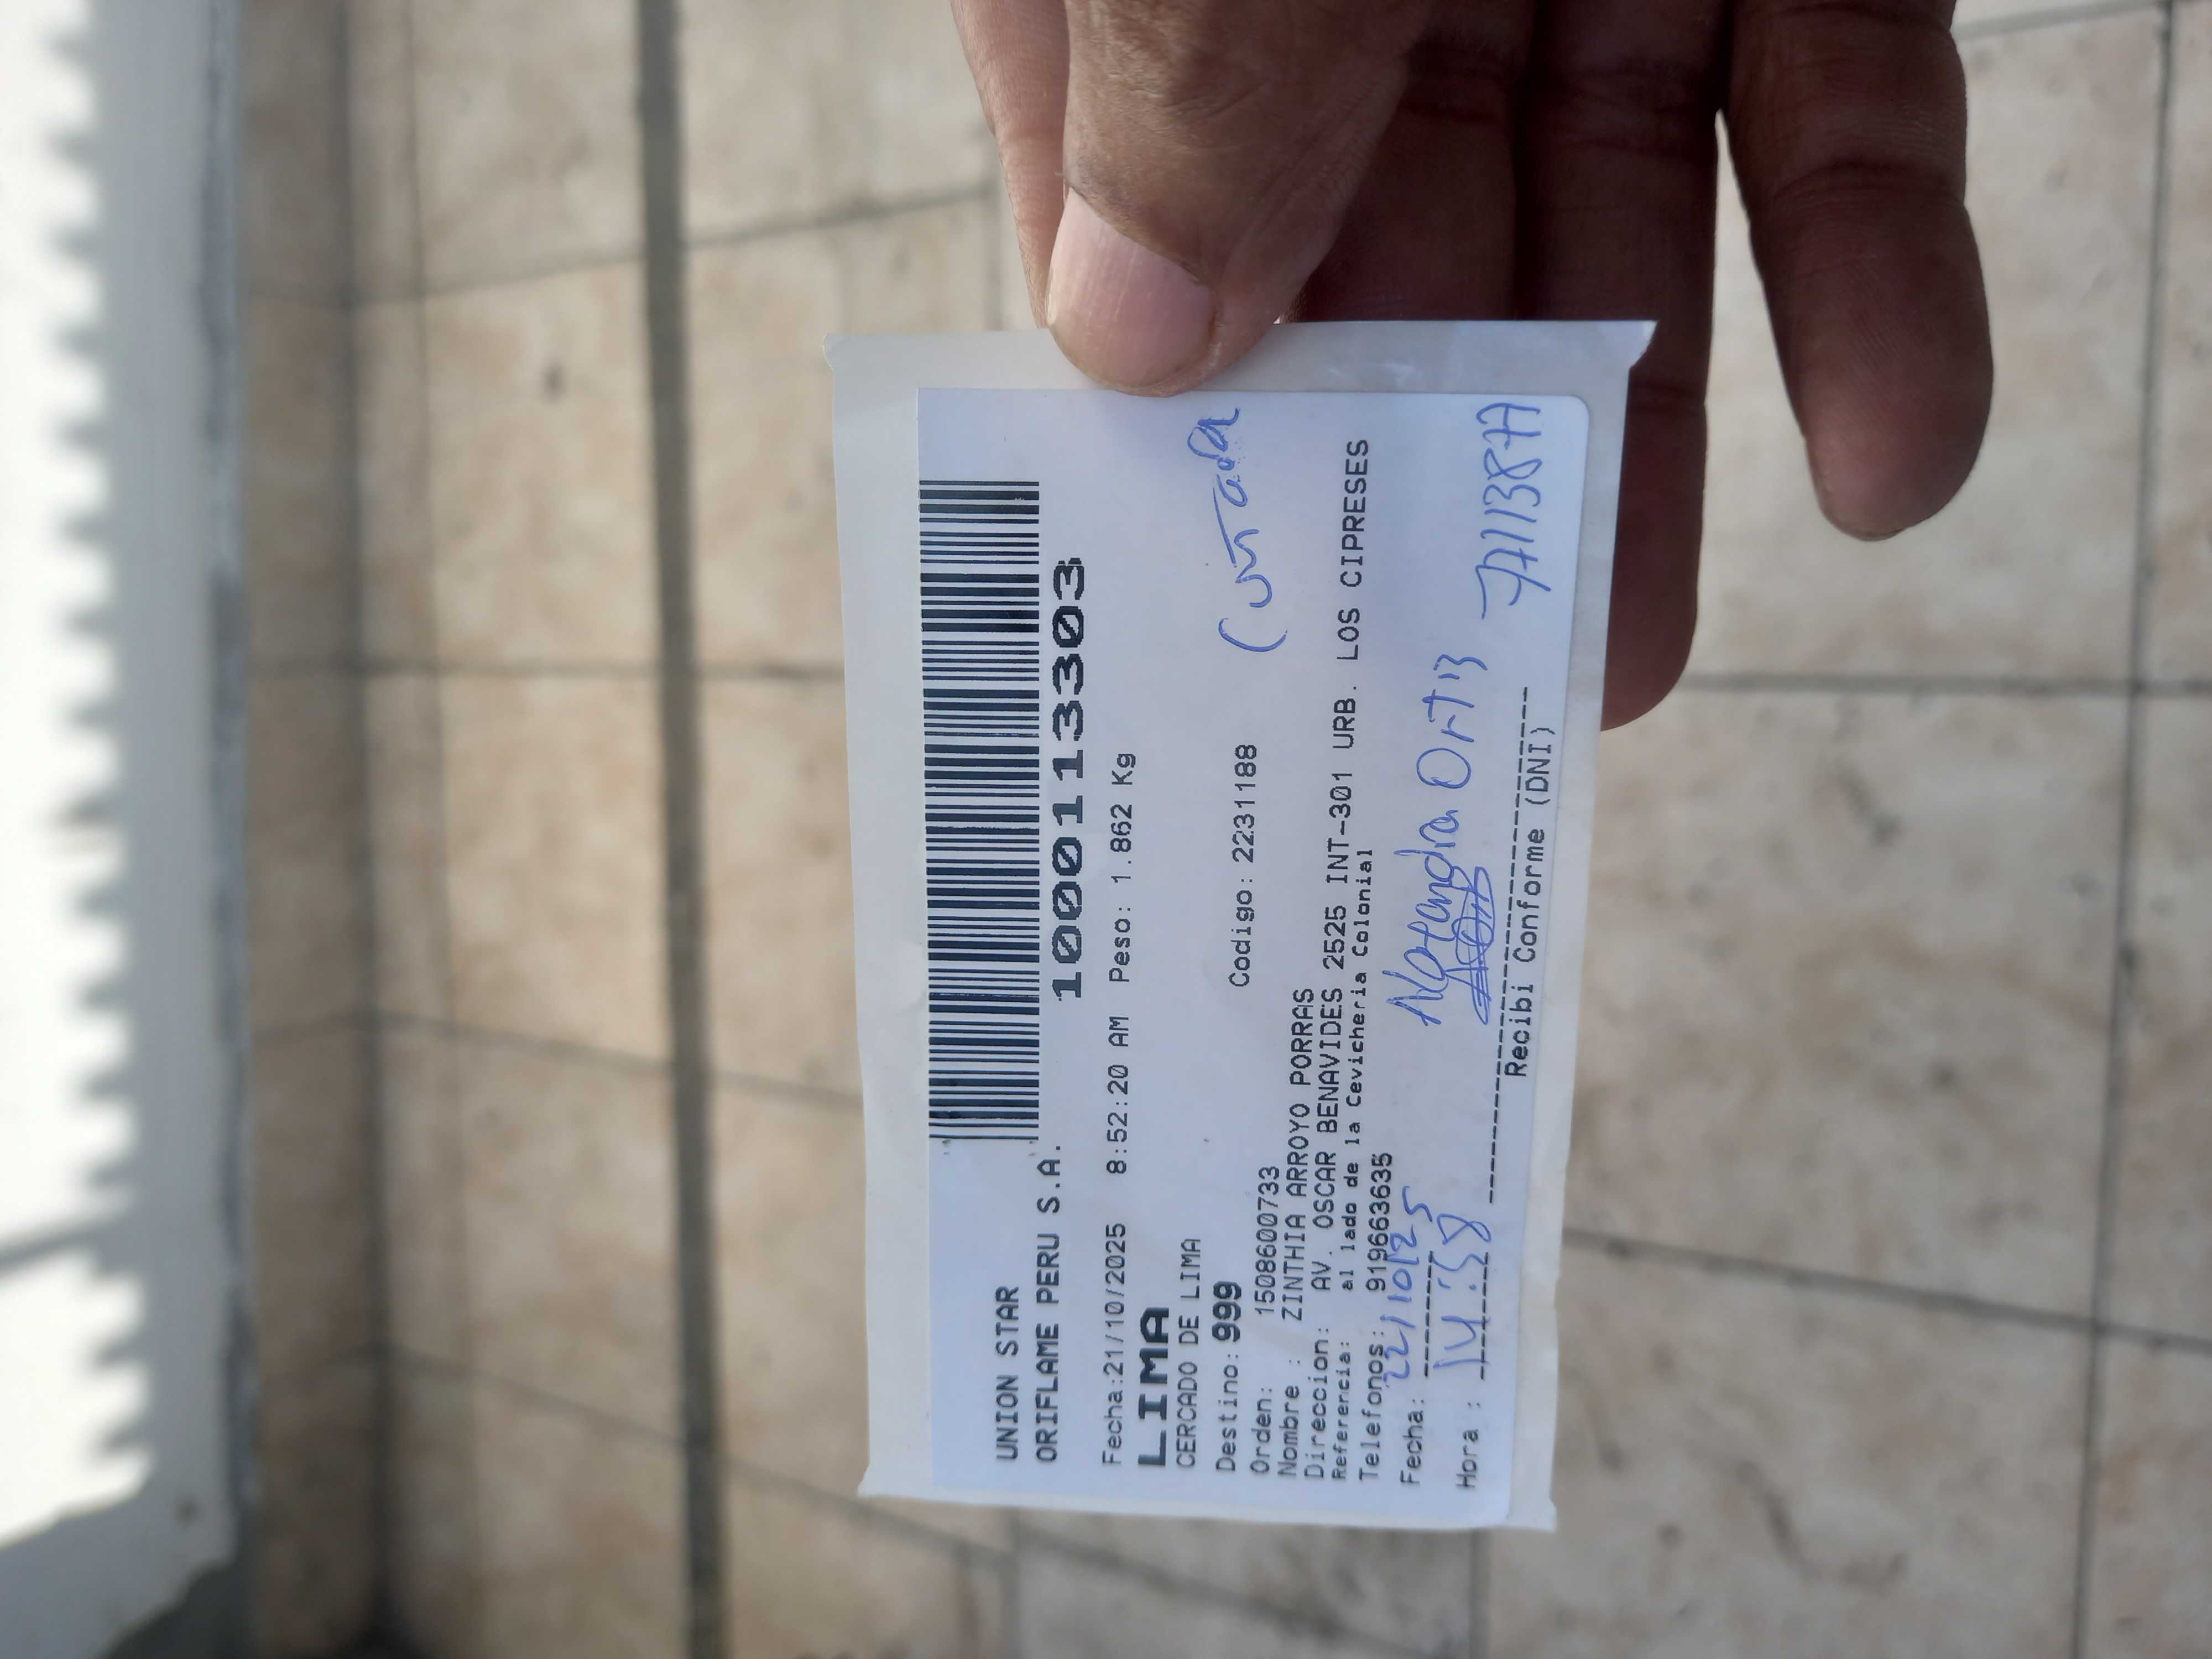 UNION STAR
ORIFLAME PERU S.A.
10001133303
Fecha:21/10/2025 8:52:20 AM Peso: 1.862 Kg
LIMA
CERCADO DE LIMA
Destino: 999 Codigo: 2231188
Orden: 1508600733
Nombre : ZINTHIA ARROYO PORRAS
Direccion: AV. OSCAR BENAVIDES 2525 INT-301 URB. LOS CIPRESES
Referencia: al lado de la Cevicheria Colonial
Telefonos: 919663635
Fecha: 22/10/25
Hora : 14:58
Ortiz 77113877
Recibi Conforme (DNI)